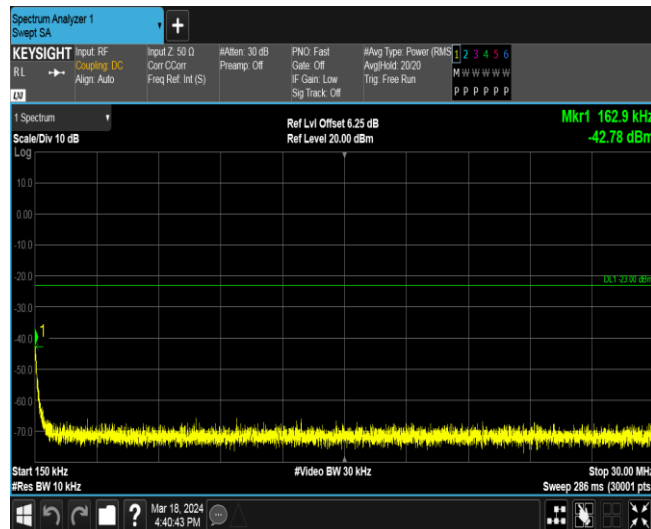 Spectrum Analyzer 1
Swept SA
+
KEYSIGHT
RL
LXI
Input: RF
Coupling: DC
Align: Auto
Input Z: 50 Ω
Corr CCorr
Freq Ref: Int (S)
#Atten: 30 dB
Preamp: Off
PNO: Fast
Gate: Off
IF Gain: Low
Sig Track: Off
#Avg Type: Power (RMS
Avg|Hold: 20/20
Trig: Free Run
1 2 3 4 5 6
M W W W W W
P P P P P P
1 Spectrum
Scale/Div 10 dB
Log
Ref Lvl Offset 6.25 dB
Ref Level 20.00 dBm
Mkr1 162.9 kHz
-42.78 dBm
10.0
0.00
-10.0
-20.0
DL1 -23.00 dBm
-30.0
1
-40.0
-50.0
-60.0
-70.0
Start 150 kHz
#Res BW 10 kHz
#Video BW 30 kHz
Stop 30.00 MHz
Sweep 286 ms (30001 pts
?
Mar 18, 2024
4:40:43 PM